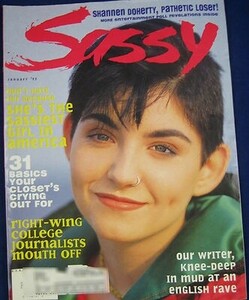 Shannen Doherty, Pathetic Loser!
more entertainment poll revelations inside
Sassy
january '94
she's the
sassiest
girl in
america
31
basics
your
closet's
crying
out for
right-wing
college
journalists
mouth off
our writer,
knee-deep
in mud at an
english rave